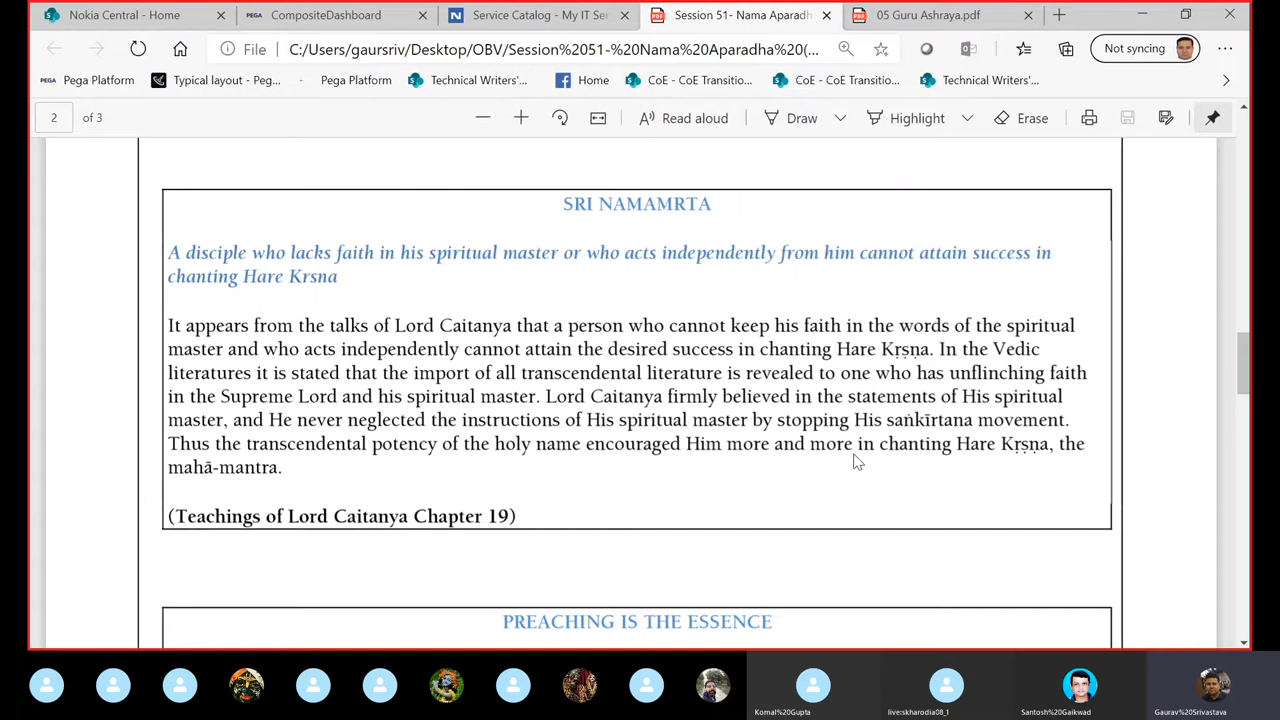 Nokia Central - Home
CompositeDashboard
Service Catalog - My IT Ser
Session 51- Nama Aparadh
05 Guru Ashraya.pdf
File
C:/Users/gaursriv/Desktop/OBV/Session%2051-%20Nama%20Aparadha%20(...
Not syncing
PEGA Pega Platform
Typical layout - Peg...
Pega Platform
Technical Writers'...
Home
CoE - CoE Transitio...
CoE - CoE Transitio...
Technical Writers'...
2 of 3
Read aloud
Draw
Highlight
Erase
SRI NAMAMRTA
A disciple who lacks faith in his spiritual master or who acts independently from him cannot attain success in
chanting Hare Krsna
It appears from the talks of Lord Caitanya that a person who cannot keep his faith in the words of the spiritual
master and who acts independently cannot attain the desired success in chanting Hare Kṛṣṇa. In the Vedic
literatures it is stated that the import of all transcendental literature is revealed to one who has unflinching faith
in the Supreme Lord and his spiritual master. Lord Caitanya firmly believed in the statements of His spiritual
master, and He never neglected the instructions of His spiritual master by stopping His saṅkīrtana movement.
Thus the transcendental potency of the holy name encouraged Him more and more in chanting Hare Kṛṣṇa, the
mahā-mantra.
(Teachings of Lord Caitanya Chapter 19)
PREACHING IS THE ESSENCE
Komal%20Gupta
live:skharodia08_1
Santosh%20Gaikwad
Gaurav%20Srivastava